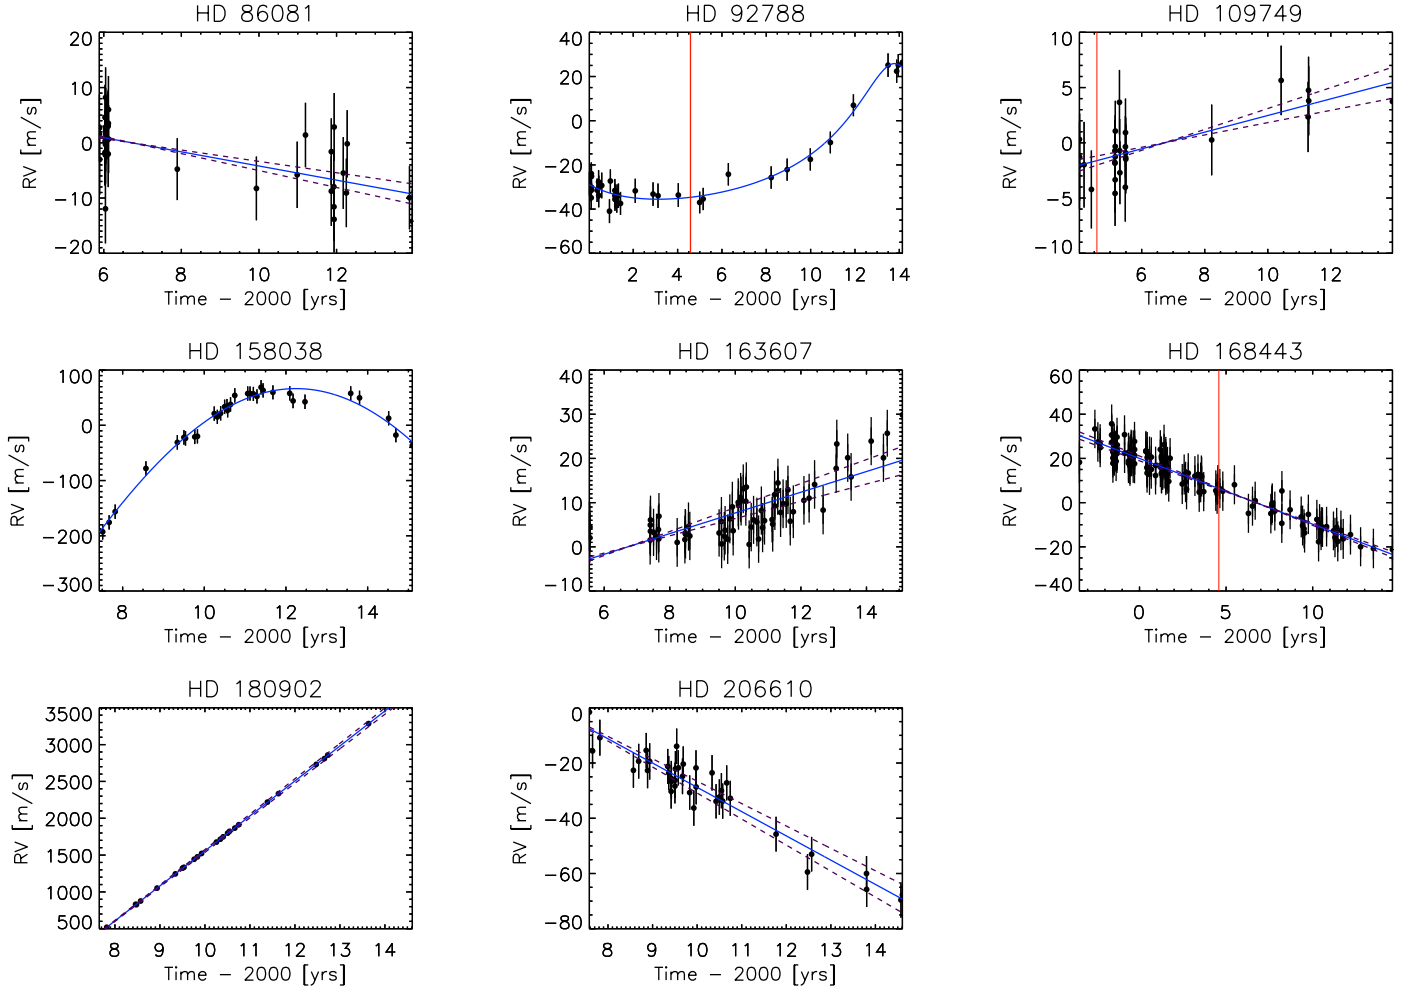 HD 86081
20
10
0
−10
−20
RV [m/s]
6 8 10 12
Time − 2000 [yrs]
HD 92788
40
20
0
−20
−40
−60
RV [m/s]
2 4 6 8 10 12 14
Time − 2000 [yrs]
HD 109749
10
5
0
−5
−10
RV [m/s]
6 8 10 12
Time − 2000 [yrs]
HD 158038
100
0
−100
−200
−300
RV [m/s]
8 10 12 14
Time − 2000 [yrs]
HD 163607
40
30
20
10
0
−10
RV [m/s]
6 8 10 12 14
Time − 2000 [yrs]
HD 168443
60
40
20
0
−20
−40
RV [m/s]
0 5 10
Time − 2000 [yrs]
HD 180902
3500
3000
2500
2000
1500
1000
500
RV [m/s]
8 9 10 11 12 13 14
Time − 2000 [yrs]
HD 206610
0
−20
−40
−60
−80
RV [m/s]
8 9 10 11 12 13 14
Time − 2000 [yrs]